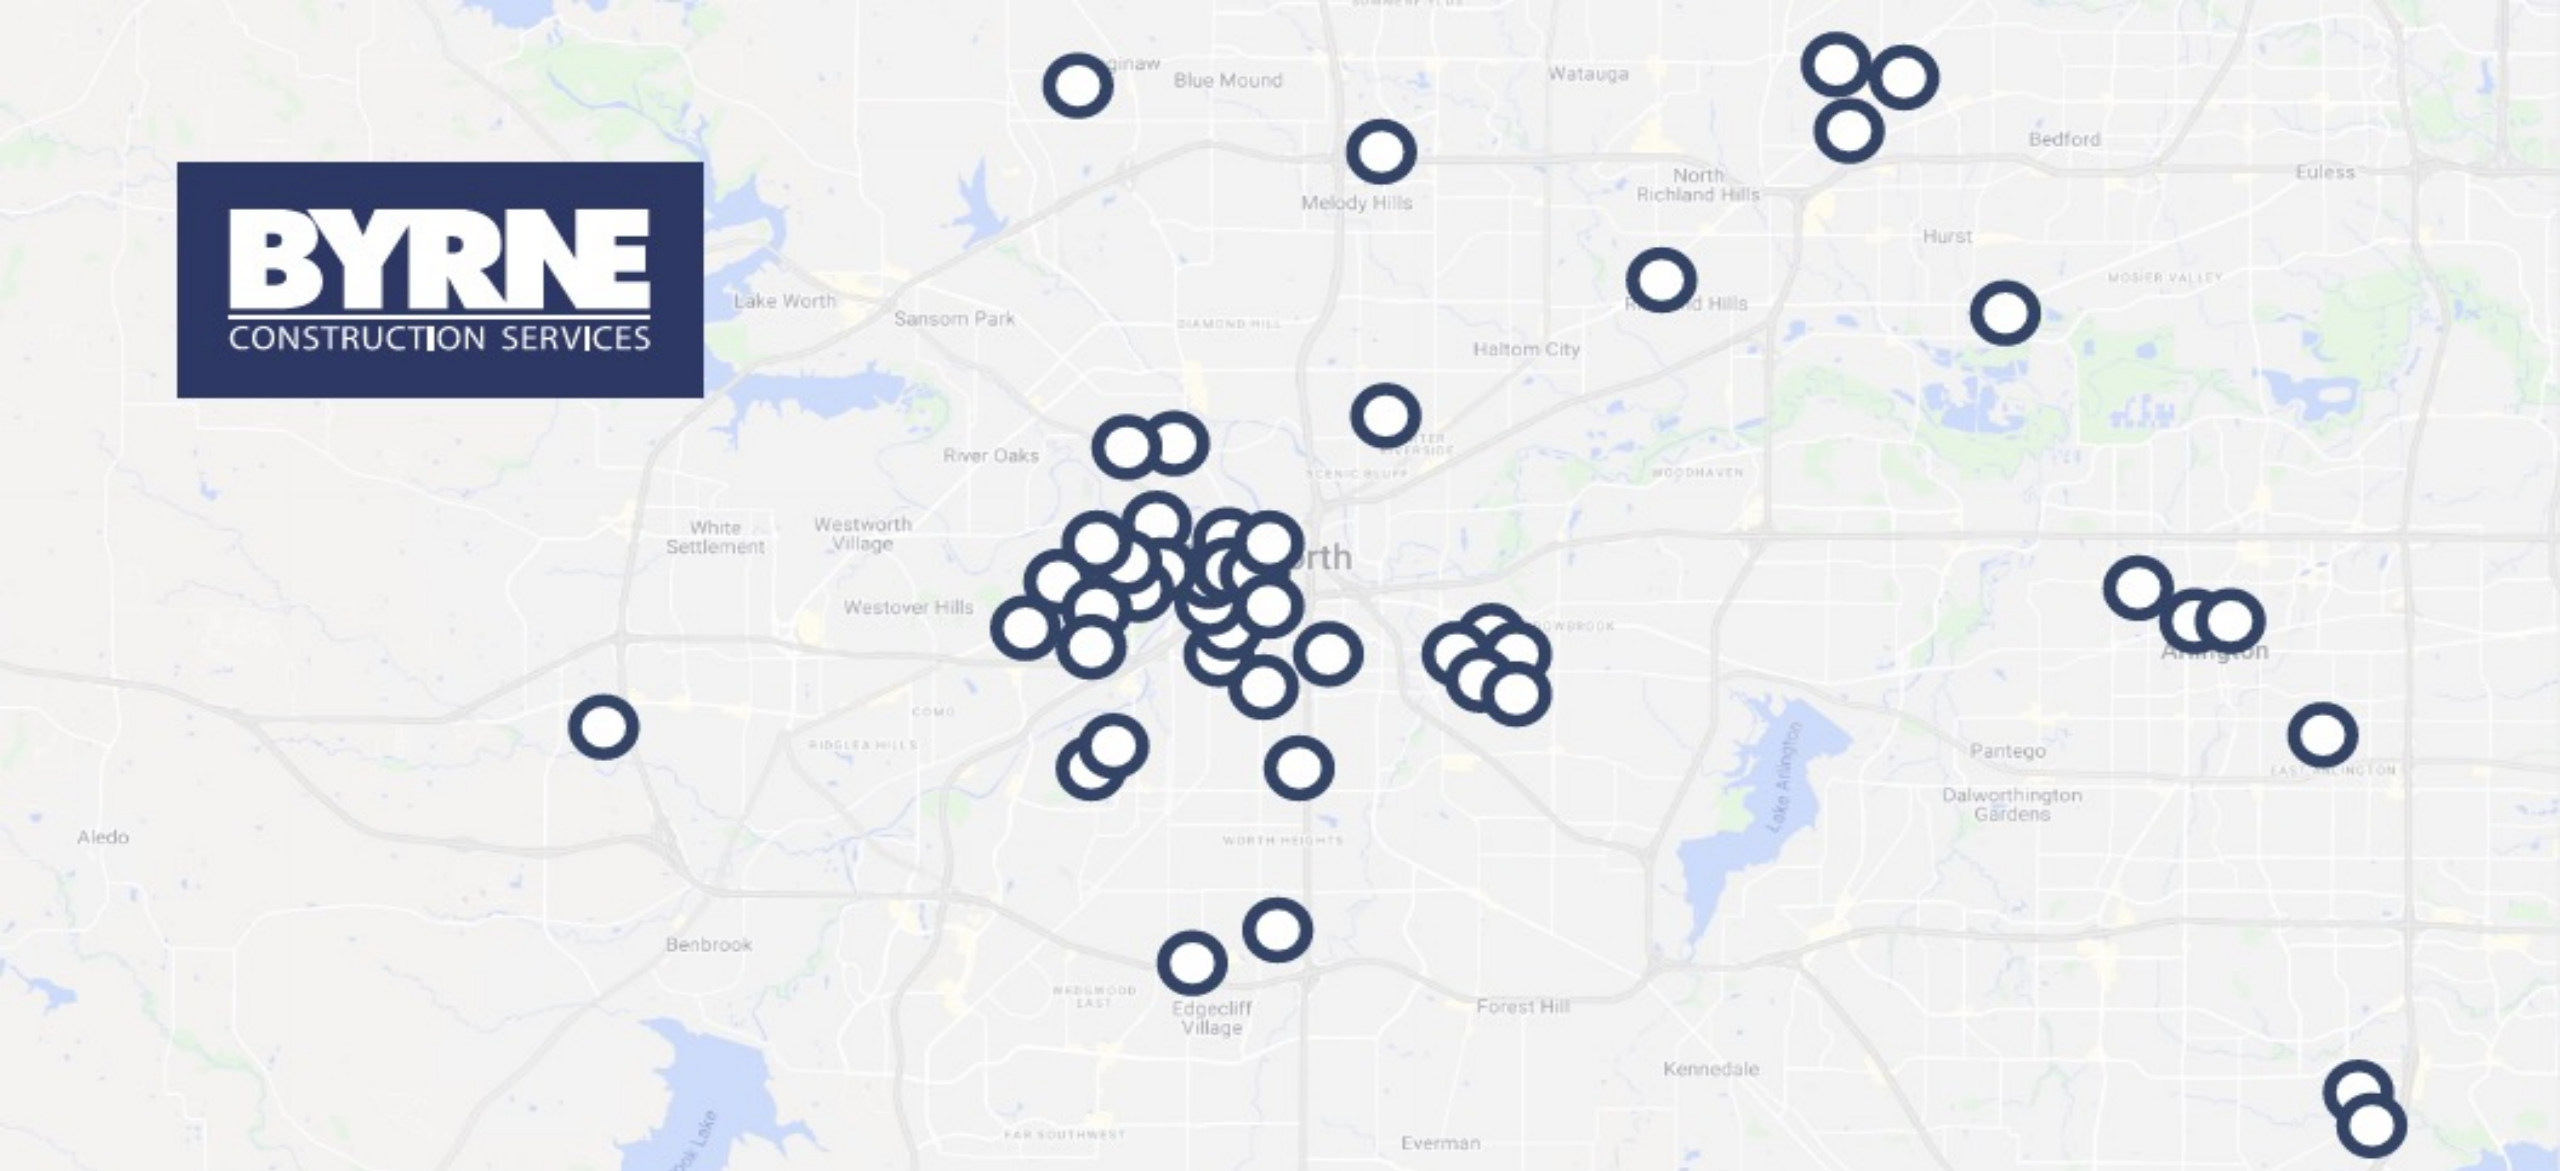 Blue Mound
Watauga
Bedford
North
Richland Hills
Euless
Melody Hills
BYRNE
CONSTRUCTION SERVICES
Hurst
MOSIER VALLEY
Lake Worth
Sansom Park
DIAMOND HILL
Hills
Haltom City
River Oaks
SCENIC BLUFF
WOODHAVEN
White
Settlement
Westworth
Village
Westover Hills
COMO
RIDGLEA HILLS
Pantego
Lake Arlington
Dalworthington
Gardens
Aledo
WORTH HEIGHTS
Benbrook
WEDGWOOD
EAST
Edgecliff
Village
Forest Hill
Kennedale
FAR SOUTHWEST
Everman
Lake